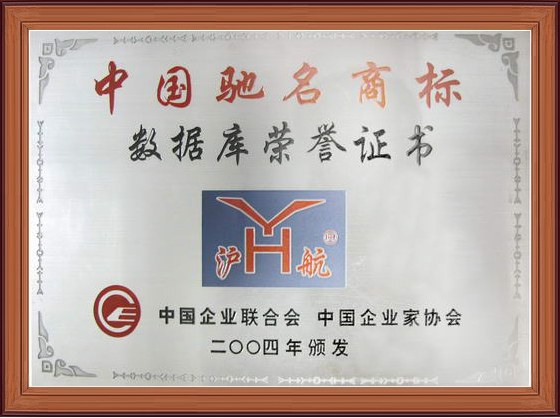 中国驰名商标
数据库荣誉证书
沪 H 航 ®
中国企业联合会 中国企业家协会
二〇〇四年颁发